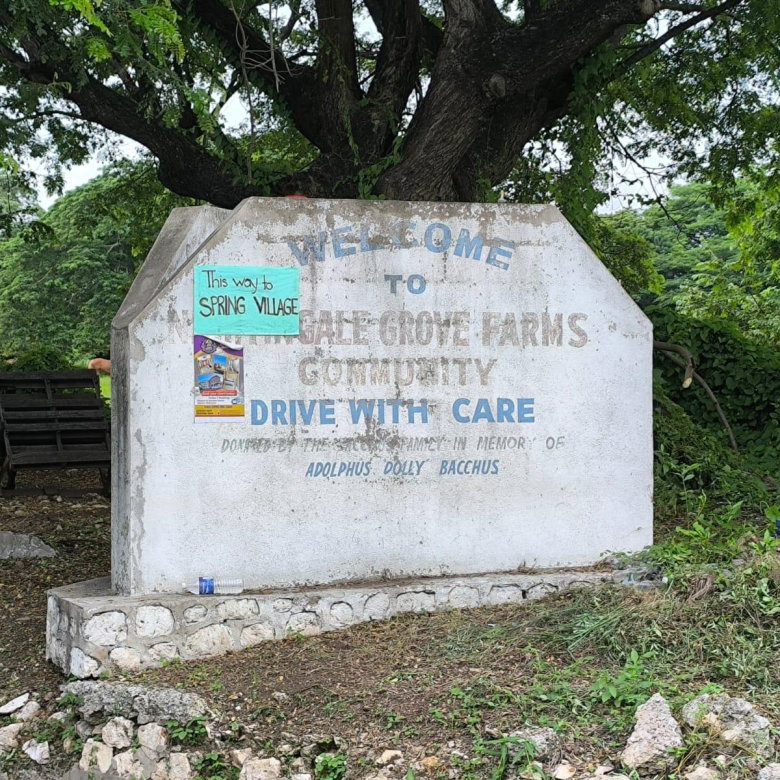 WELCOME
TO
This way to
SPRING VILLAGE
GROVE FARMS
COMMUNITY
DRIVE WITH CARE
DONATED BY THE BACCHUS FAMILY IN MEMORY OF
ADOLPHUS DOLLY BACCHUS